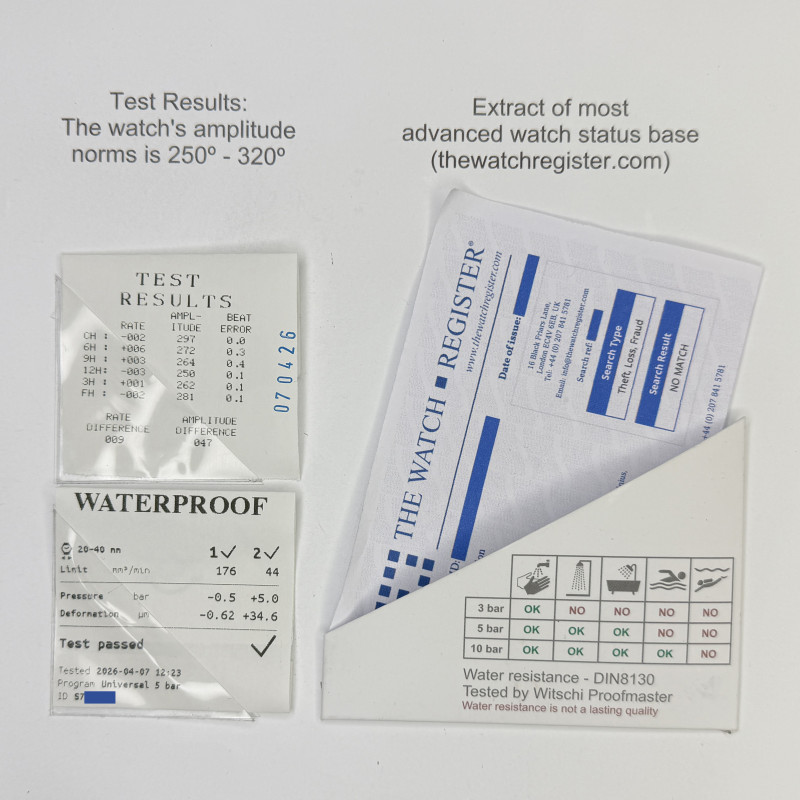 Test Results:
The watch's amplitude
norms is 250º - 320º
Extract of most
advanced watch status base
(thewatchregister.com)
TEST
RESULTS
RATE AMPL-ITUDE BEAT ERROR
CH : -002 297 0.0
6H : +006 272 0.3
9H : +003 264 0.4
12H: -003 250 0.1
3H : +001 262 0.1
FH : -002 281 0.1
RATE DIFFERENCE AMPLITUDE DIFFERENCE
009 047
070426
WATERPROOF
20-40 mm 1✓ 2✓
Limit mm³/min 176 44
Pressure bar -0.5 +5.0
Deformation µm -0.62 +34.6
Test passed ✓
Tested 2026-04-07 12:23
Program Universal 5 bar
ID 57
THE WATCH REGISTER®
www.thewatchregister.com
Date of Issue:
16 Black Friars Lane,
London EC4V 6EB, UK
Tel: +44 (0) 207 841 5781
Email: info@thewatchregister.com
Search ref:
Search Type
Theft, Loss, Fraud
Search Result
NO MATCH
+44 (0) 207 841 5781
ID:
3 bar OK NO NO NO NO
5 bar OK OK OK NO NO
10 bar OK OK OK OK NO
Water resistance - DIN8130
Tested by Witschi Proofmaster
Water resistance is not a lasting quality